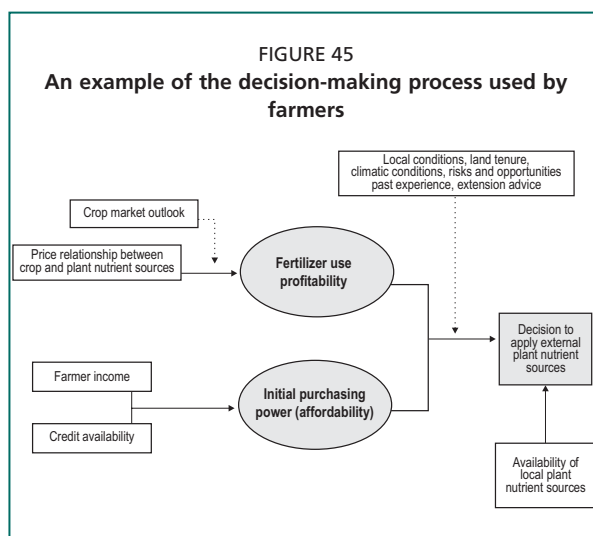 FIGURE 45
An example of the decision-making process used by
farmers
Local conditions, land tenure,
climatic conditions, risks and opportunities
past experience, extension advice
Crop market outlook
Price relationship between
crop and plant nutrient sources
Fertilizer use
profitability
Decision to
apply external
plant nutrient
sources
Farmer income
Initial purchasing
power (affordability)
Credit availability
Availability of
local plant
nutrient sources